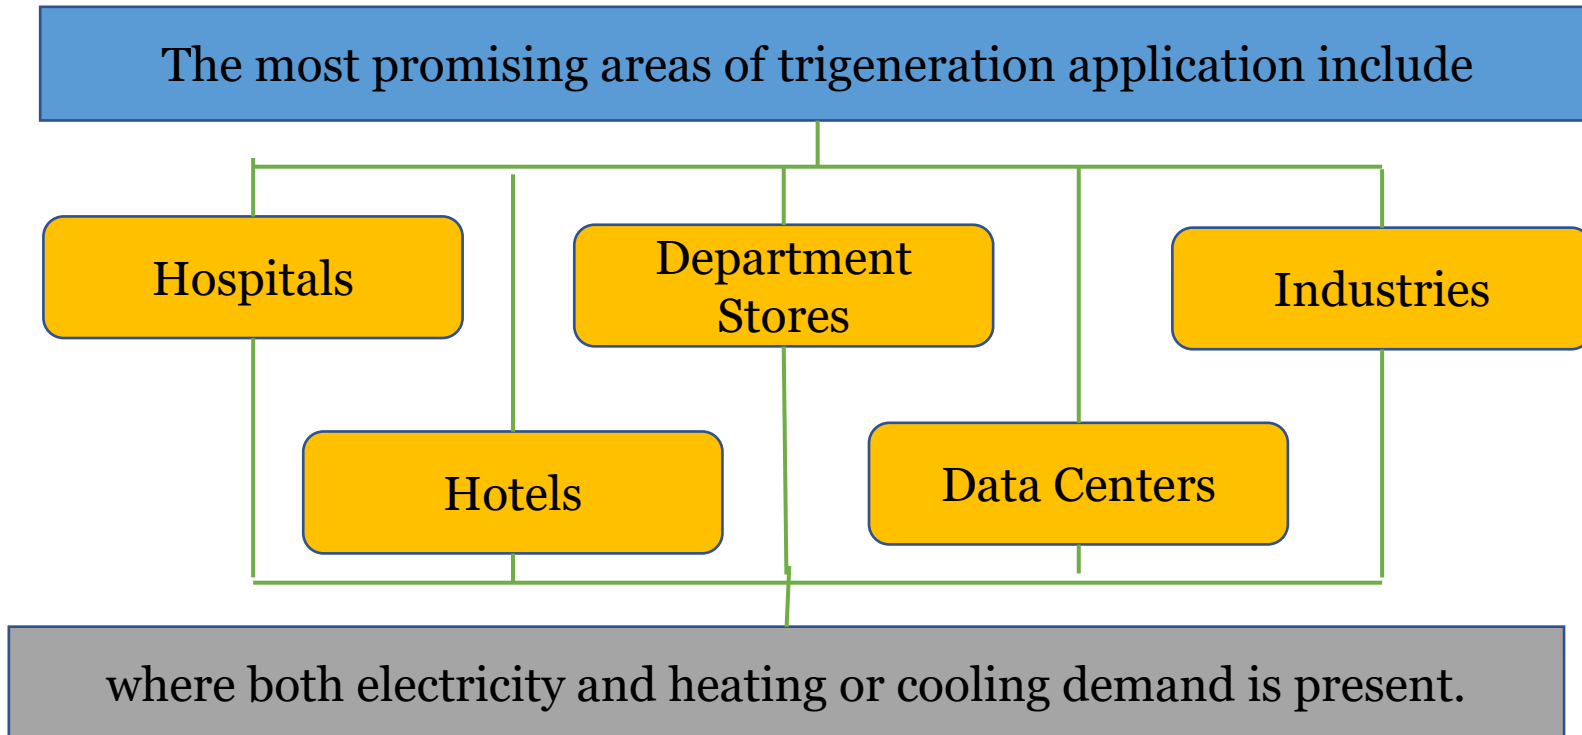 The most promising areas of trigeneration application include
Hospitals
Department
Stores
Industries
Hotels
Data Centers
where both electricity and heating or cooling demand is present.